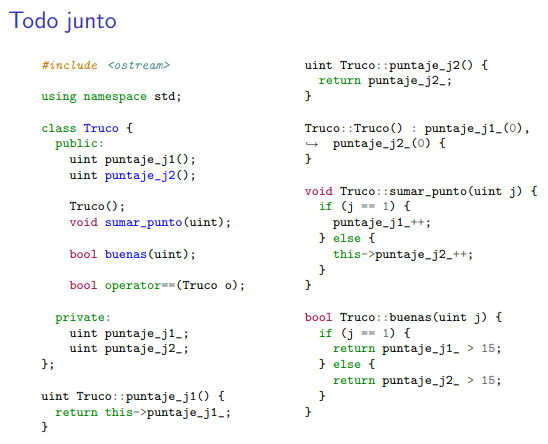 Todo junto
#include <ostream>
using namespace std;
class Truco {
  public:
    uint puntaje_j1();
    uint puntaje_j2();
    Truco();
    void sumar_punto(uint);
    bool buenas(uint);
    bool operator==(Truco o);
  private:
    uint puntaje_j1_;
    uint puntaje_j2_;
};
uint Truco::puntaje_j1() {
  return this->puntaje_j1_;
}
uint Truco::puntaje_j2() {
  return puntaje_j2_;
}
Truco::Truco() : puntaje_j1_(0),
↪  puntaje_j2_(0) {
}
void Truco::sumar_punto(uint j) {
  if (j == 1) {
    puntaje_j1_++;
  } else {
    this->puntaje_j2_++;
  }
}
bool Truco::buenas(uint j) {
  if (j == 1) {
    return puntaje_j1_ > 15;
  } else {
    return puntaje_j2_ > 15;
  }
}